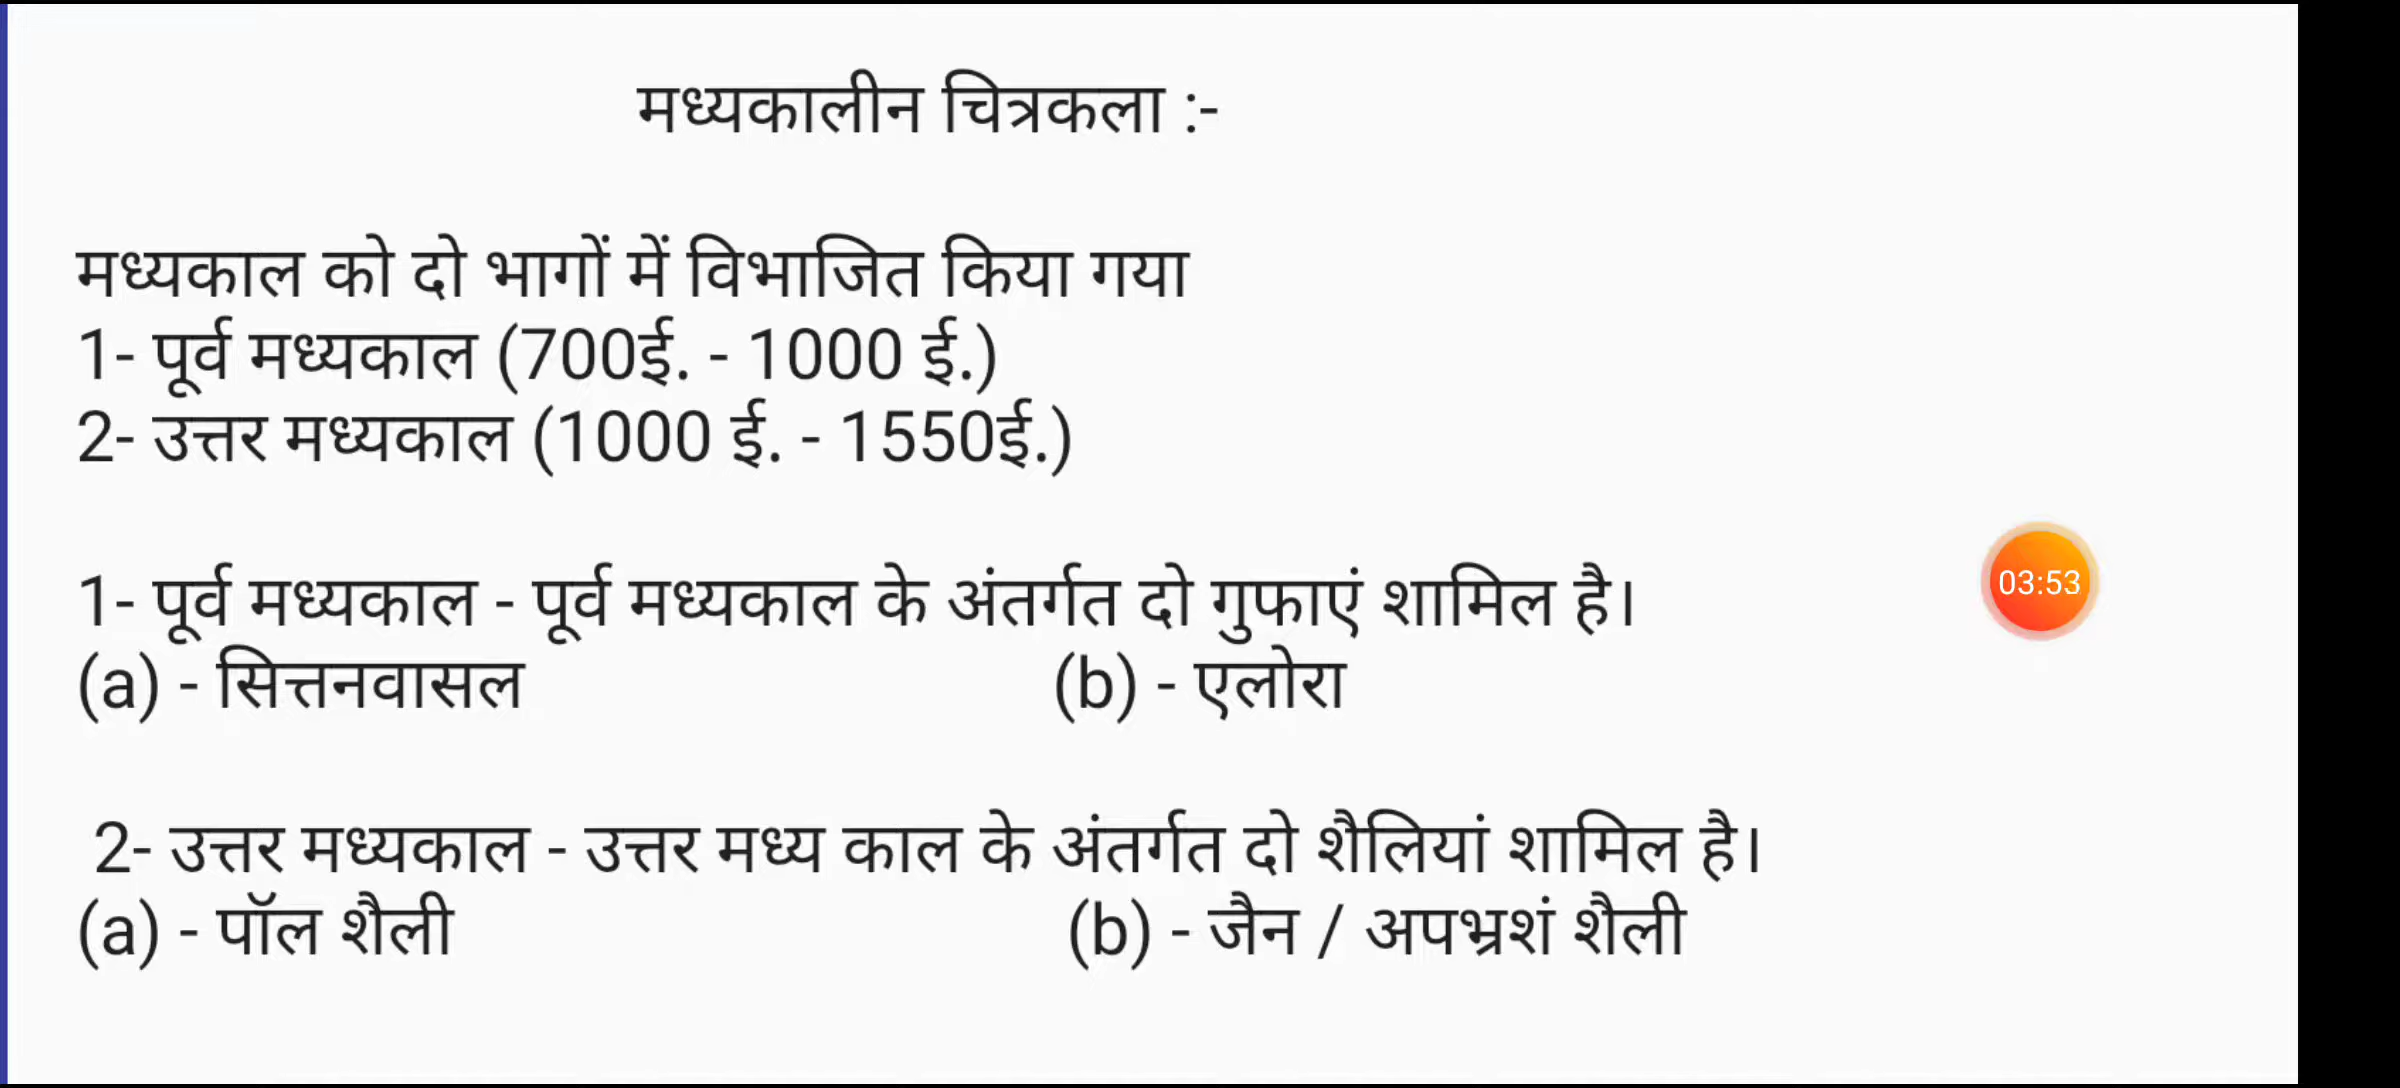 मध्यकालीन चित्रकला :-
मध्यकाल को दो भागों में विभाजित किया गया
1- पूर्व मध्यकाल (700ई. - 1000 ई.)
2- उत्तर मध्यकाल (1000 ई. - 1550ई.)
1- पूर्व मध्यकाल - पूर्व मध्यकाल के अंतर्गत दो गुफाएं शामिल है।
03:53
(a) - सित्तनवासल (b) - एलोरा
2- उत्तर मध्यकाल - उत्तर मध्य काल के अंतर्गत दो शैलियां शामिल है।
(a) - पॉल शैली (b) - जैन / अपभ्रशं शैली